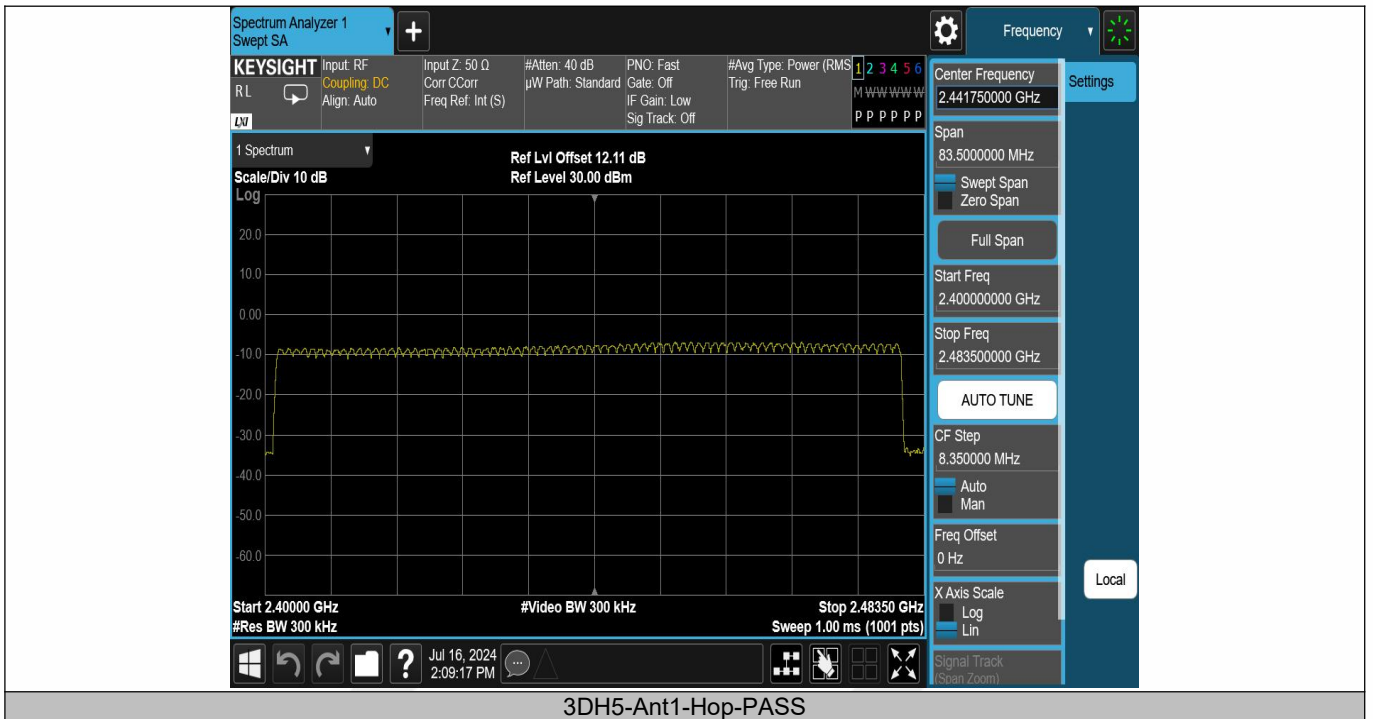 Spectrum Analyzer 1
Swept SA
Frequency
KEYSIGHT
RL
LXI
Input: RF
Coupling: DC
Align: Auto
Input Z: 50 Ω
Corr CCorr
Freq Ref: Int (S)
#Atten: 40 dB
µW Path: Standard
PNO: Fast
Gate: Off
IF Gain: Low
Sig Track: Off
#Avg Type: Power (RMS
Trig: Free Run
1 2 3 4 5 6
M W W W W W
P P P P P P
1 Spectrum
Scale/Div 10 dB
Ref Lvl Offset 12.11 dB
Ref Level 30.00 dBm
Log
20.0
10.0
0.00
-10.0
-20.0
-30.0
-40.0
-50.0
-60.0
Start 2.40000 GHz
#Res BW 300 kHz
#Video BW 300 kHz
Stop 2.48350 GHz
Sweep 1.00 ms (1001 pts)
Center Frequency
2.441750000 GHz
Settings
Span
83.5000000 MHz
Swept Span
Zero Span
Full Span
Start Freq
2.400000000 GHz
Stop Freq
2.483500000 GHz
AUTO TUNE
CF Step
8.350000 MHz
Auto
Man
Freq Offset
0 Hz
Local
X Axis Scale
Log
Lin
Signal Track
(Span Zoom)
Jul 16, 2024
2:09:17 PM
3DH5-Ant1-Hop-PASS